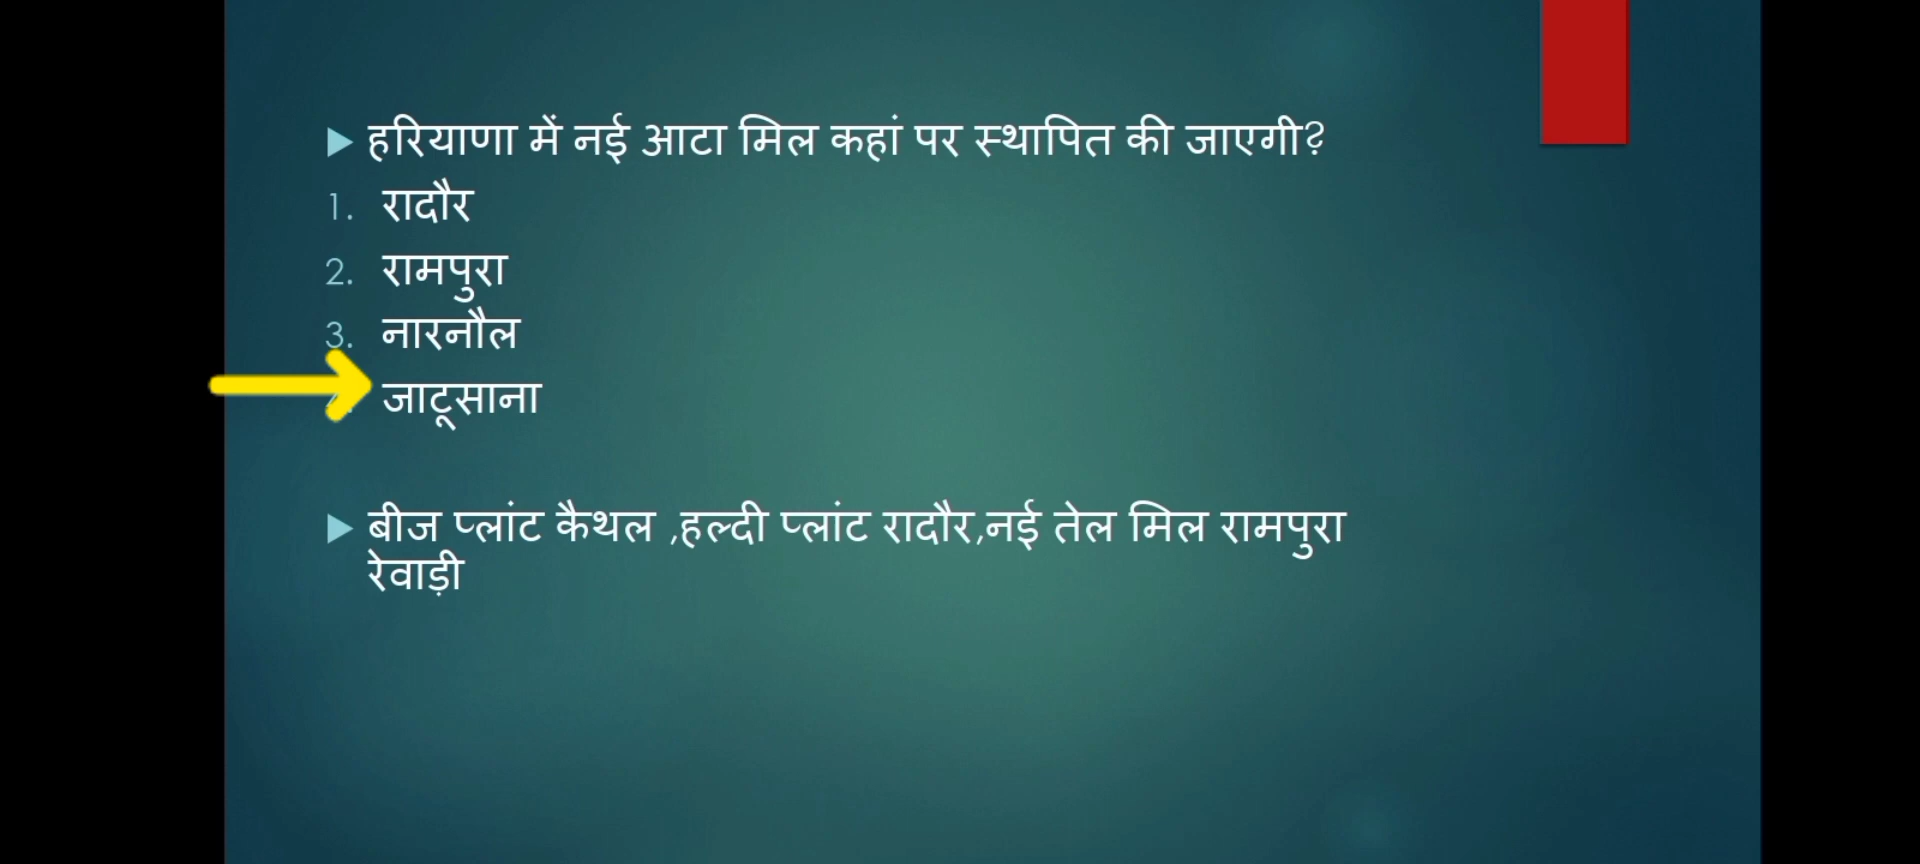 हरियाणा में नई आटा मिल कहां पर स्थापित की जाएगी?
1. रादौर
2. रामपुरा
3. नारनौल
जाटूसाना
बीज प्लांट कैथल ,हल्दी प्लांट रादौर,नई तेल मिल रामपुरा
रेवाड़ी